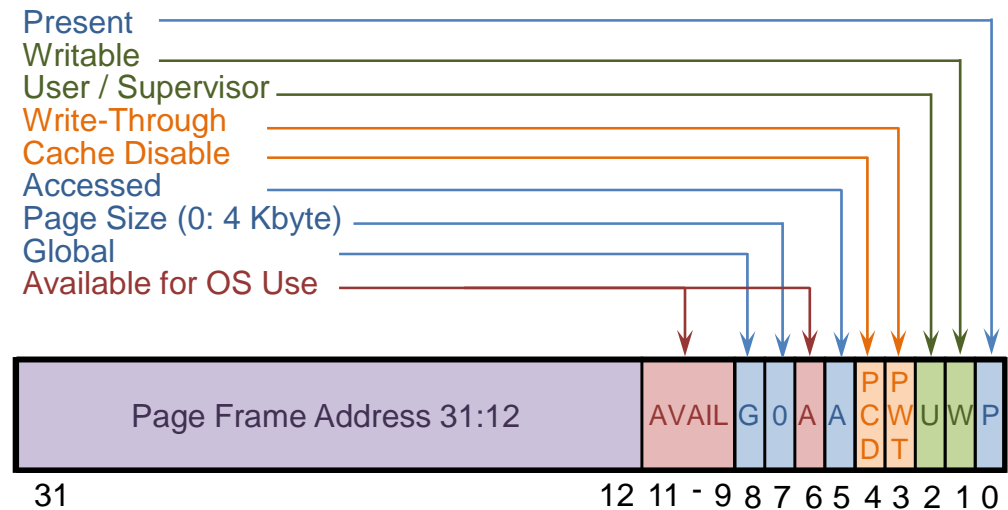 Present
Writable
User / Supervisor
Write-Through
Cache Disable
Accessed
Page Size (0: 4 Kbyte)
Global
Available for OS Use
Page Frame Address 31:12 AVAIL G 0 A A PCD PWT U W P
31 12 11 - 9 8 7 6 5 4 3 2 1 0